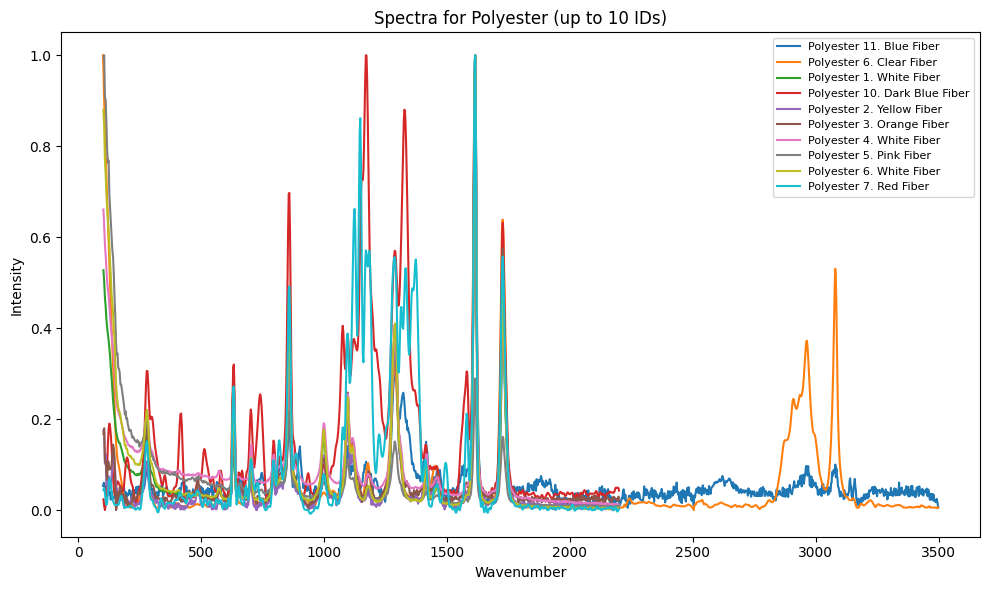 Spectra for Polyester (up to 10 IDs)
Polyester 11. Blue Fiber
Polyester 6. Clear Fiber
Polyester 1. White Fiber
Polyester 10. Dark Blue Fiber
Polyester 2. Yellow Fiber
Polyester 3. Orange Fiber
Polyester 4. White Fiber
Polyester 5. Pink Fiber
Polyester 6. White Fiber
Polyester 7. Red Fiber
Intensity
1.0
0.8
0.6
0.4
0.2
0.0
0 500 1000 1500 2000 2500 3000 3500
Wavenumber